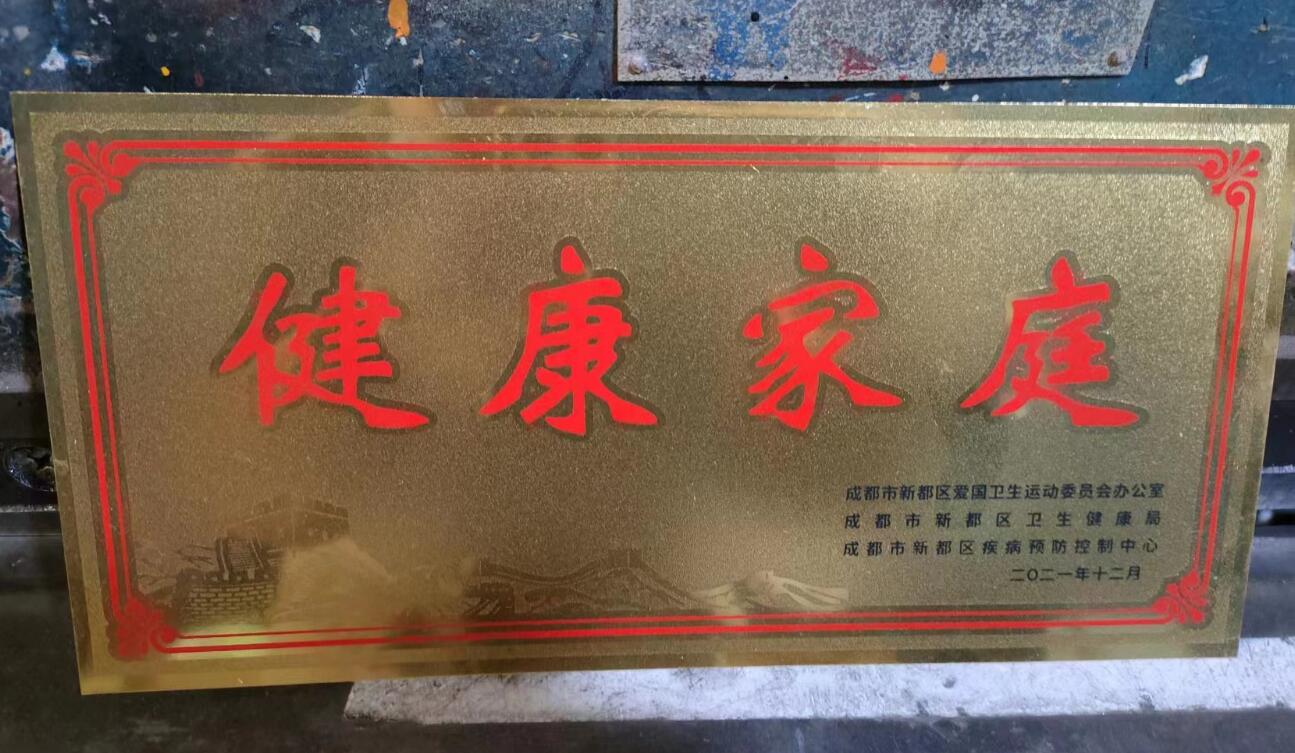 健康家庭
成都市新都区爱国卫生运动委员会办公室
成都市新都区卫生健康局
成都市新都区疾病预防控制中心
二〇二一年十二月